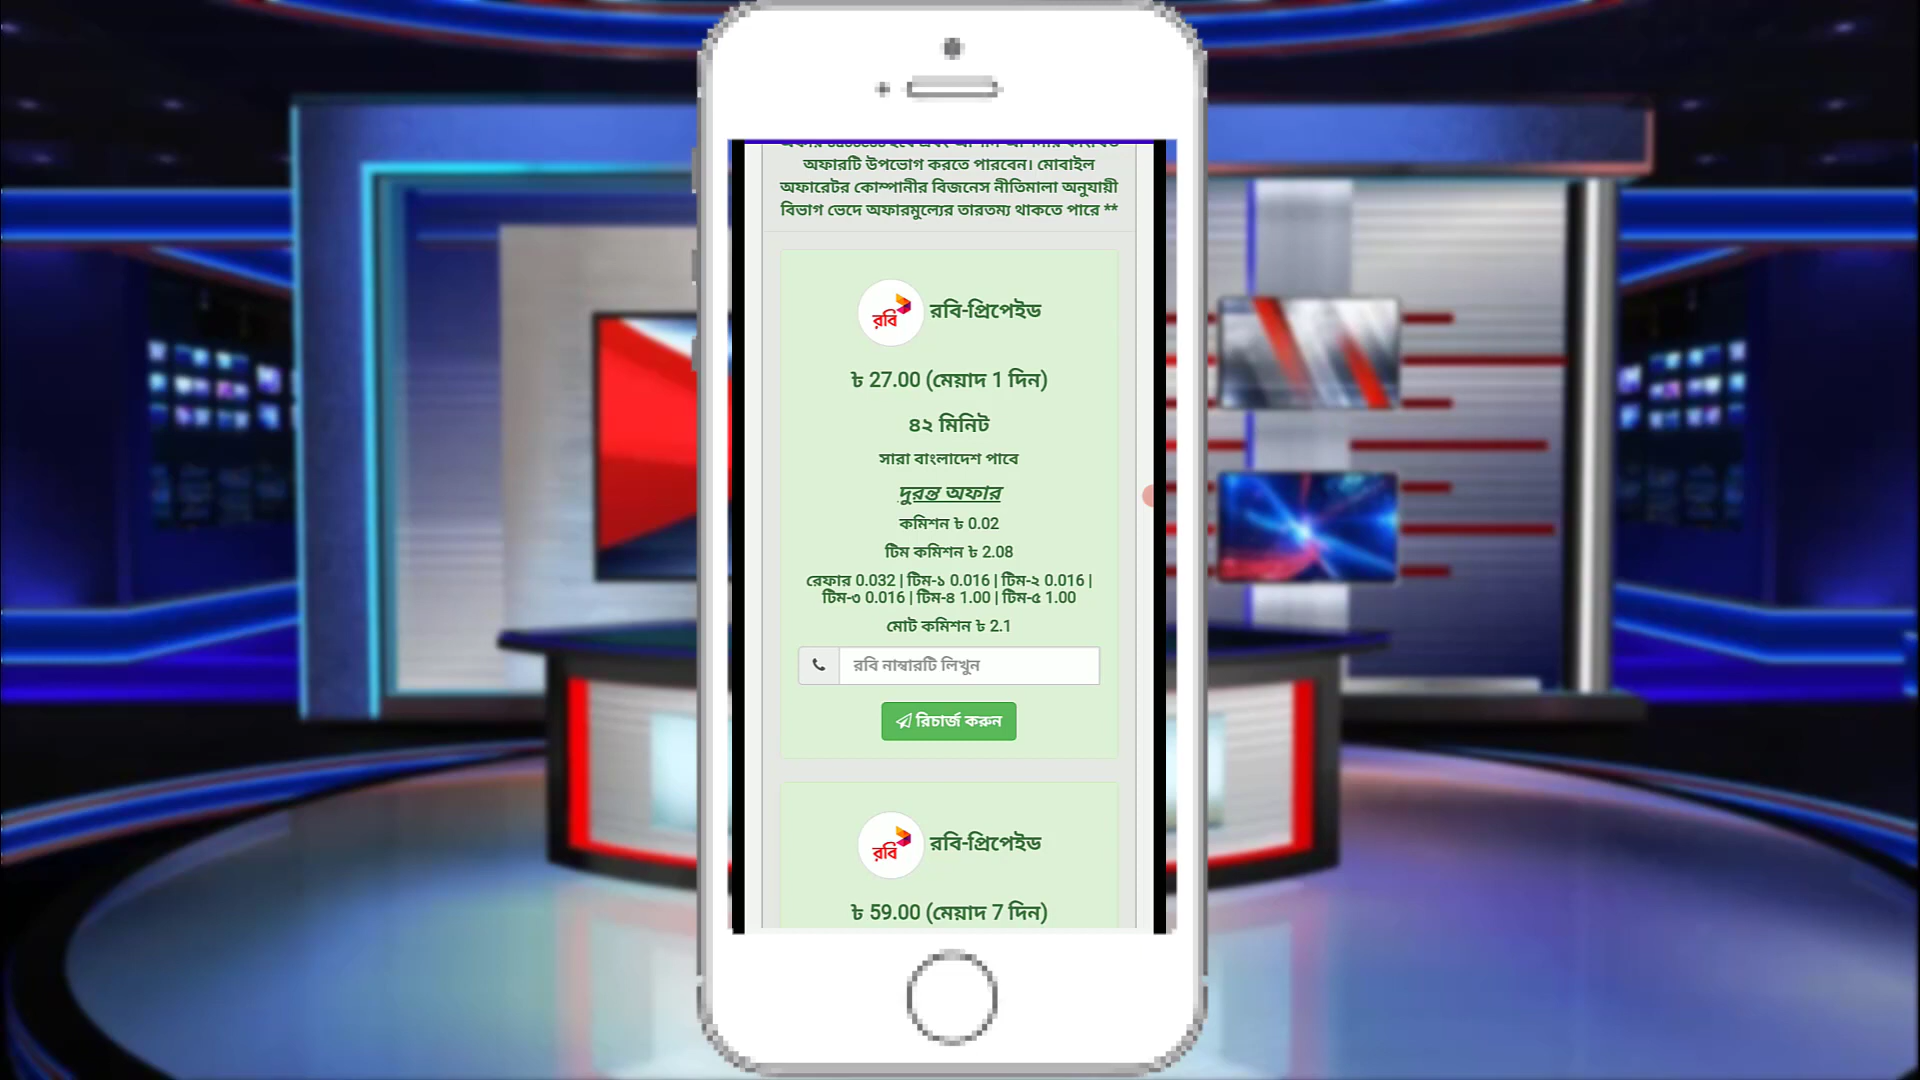 অফারটি উপভোগ করতে পারবেন। মোবাইল
অফারেটর কোম্পানীর বিজনেস নীতিমালা অনুযায়ী
বিভাগ ভেদে অফারমুল্যের তারতম্য থাকতে পারে **
রবি রবি-প্রিপেইড
৳ 27.00 (মেয়াদ 1 দিন)
৪২ মিনিট
সারা বাংলাদেশ পাবে
দুরন্ত অফার
কমিশন ৳ 0.02
টিম কমিশন ৳ 2.08
রেফার 0.032 | টিম-১ 0.016 | টিম-২ 0.016 |
টিম-৩ 0.016 | টিম-৪ 1.00 | টিম-৫ 1.00
মোট কমিশন ৳ 2.1
রবি নাম্বারটি লিখুন
রিচার্জ করুন
রবি রবি-প্রিপেইড
৳ 59.00 (মেয়াদ 7 দিন)